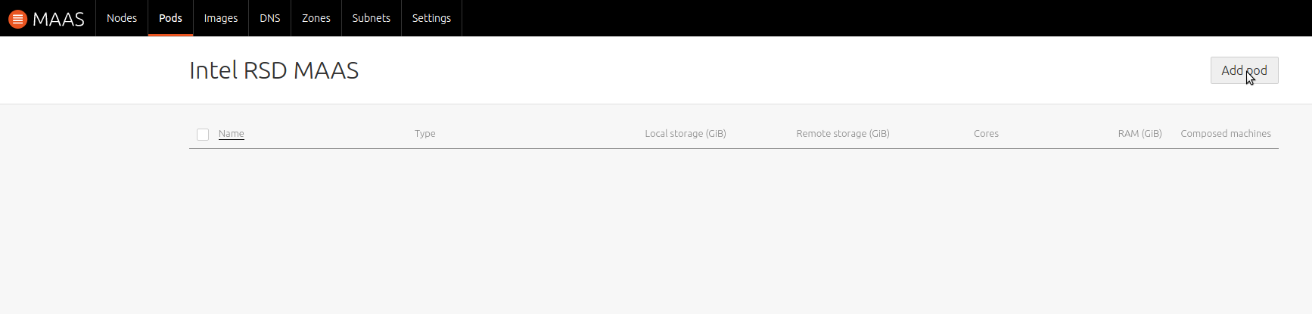 MAAS Nodes Pods Images DNS Zones Subnets Settings
Intel RSD MAAS Add pod
Name Type Local storage (GIB) Remote storage (GIB) Cores RAM (GIB) Composed machines